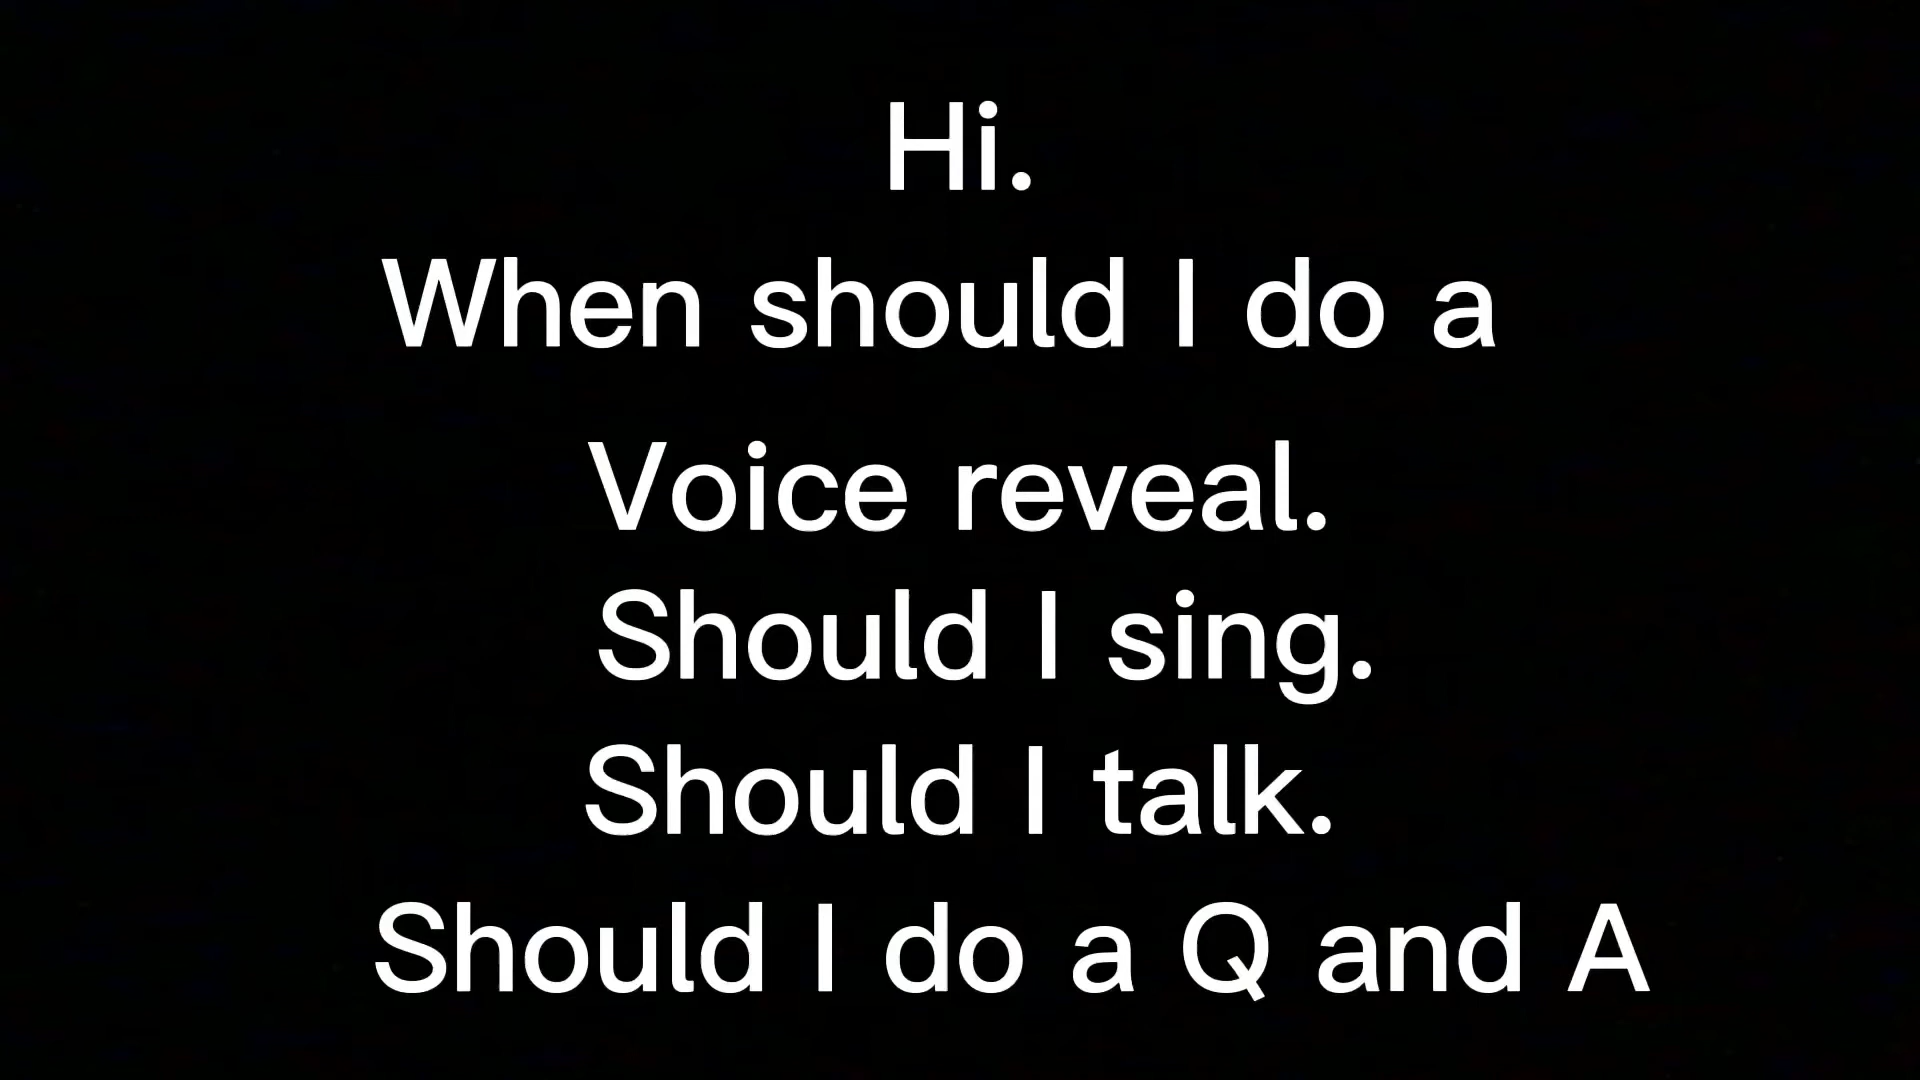 Hi.
When should I do a
Voice reveal.
Should I sing.
Should I talk.
Should I do a Q and A